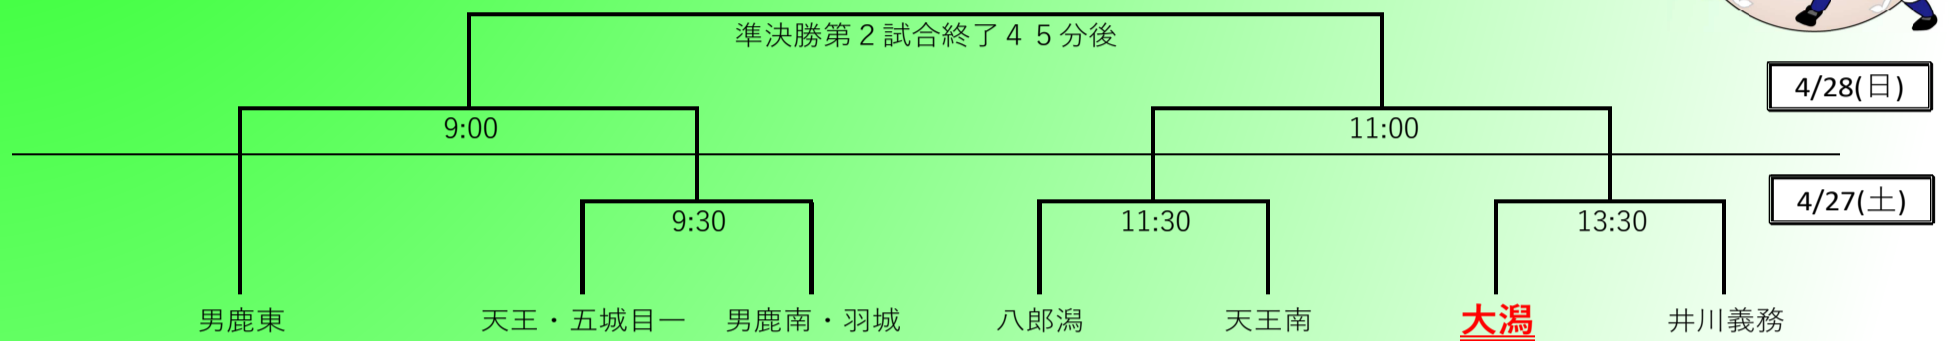 準決勝第２試合終了４５分後
4/28(日)
9:00
11:00
4/27(土)
9:30
11:30
13:30
男鹿東
天王・五城目一
男鹿南・羽城
八郎潟
天王南
大潟
井川義務